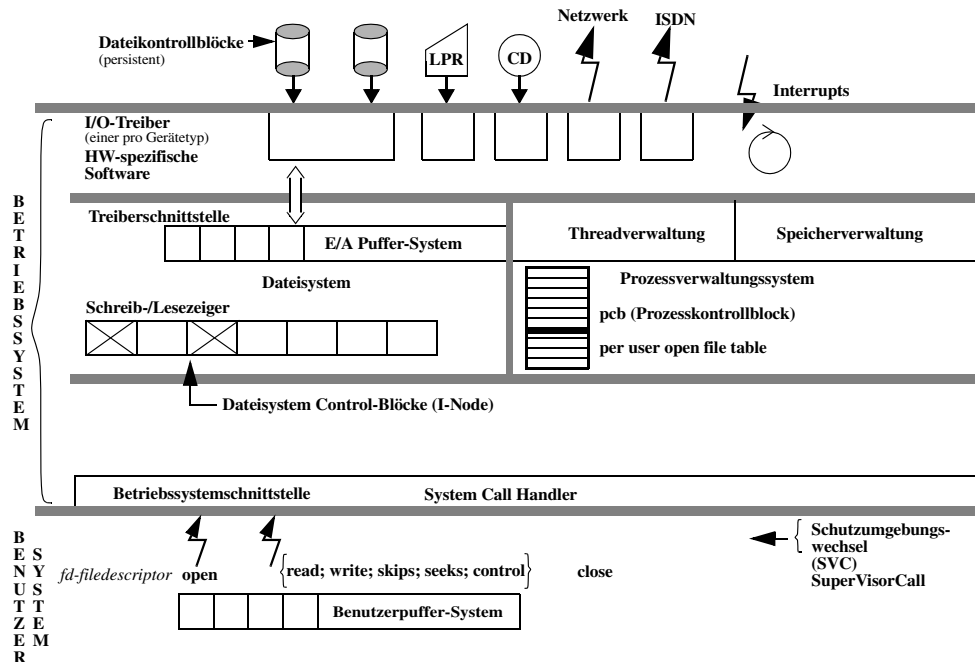 Netzwerk
ISDN
Dateikontrollblöcke
(persistent)
LPR
CD
Interrupts
I/O-Treiber
(einer pro Gerätetyp)
HW-spezifische
Software
BETRIEBSSYSTEM
Treiberschnittstelle
E/A Puffer-System
Threadverwaltung
Speicherverwaltung
Dateisystem
Prozessverwaltungssystem
Schreib-/Lesezeiger
pcb (Prozesskontrollblock)
per user open file table
Dateisystem Control-Blöcke (I-Node)
Betriebssystemschnittstelle
System Call Handler
BENUTZER
SYSTEM
Schutzumgebungs-
wechsel
(SVC)
SuperVisorCall
fd-filedescriptor
open
{read; write; skips; seeks; control}
close
Benutzerpuffer-System